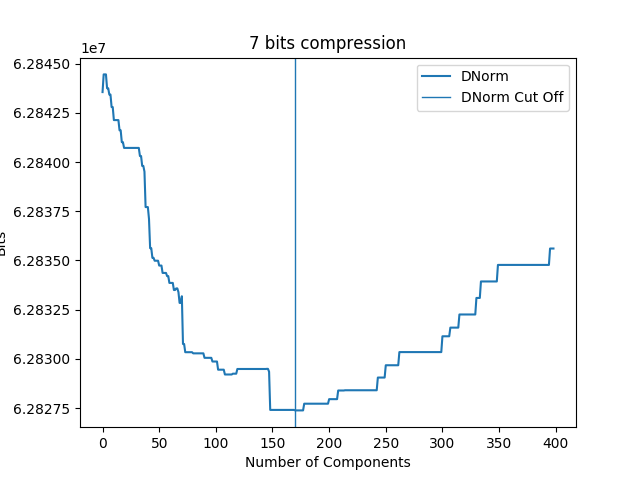 7 bits compression
1e7
6.28450
6.28425
6.28400
6.28375
6.28350
6.28325
6.28300
6.28275
Bits
DNorm
DNorm Cut Off
0 50 100 150 200 250 300 350 400
Number of Components